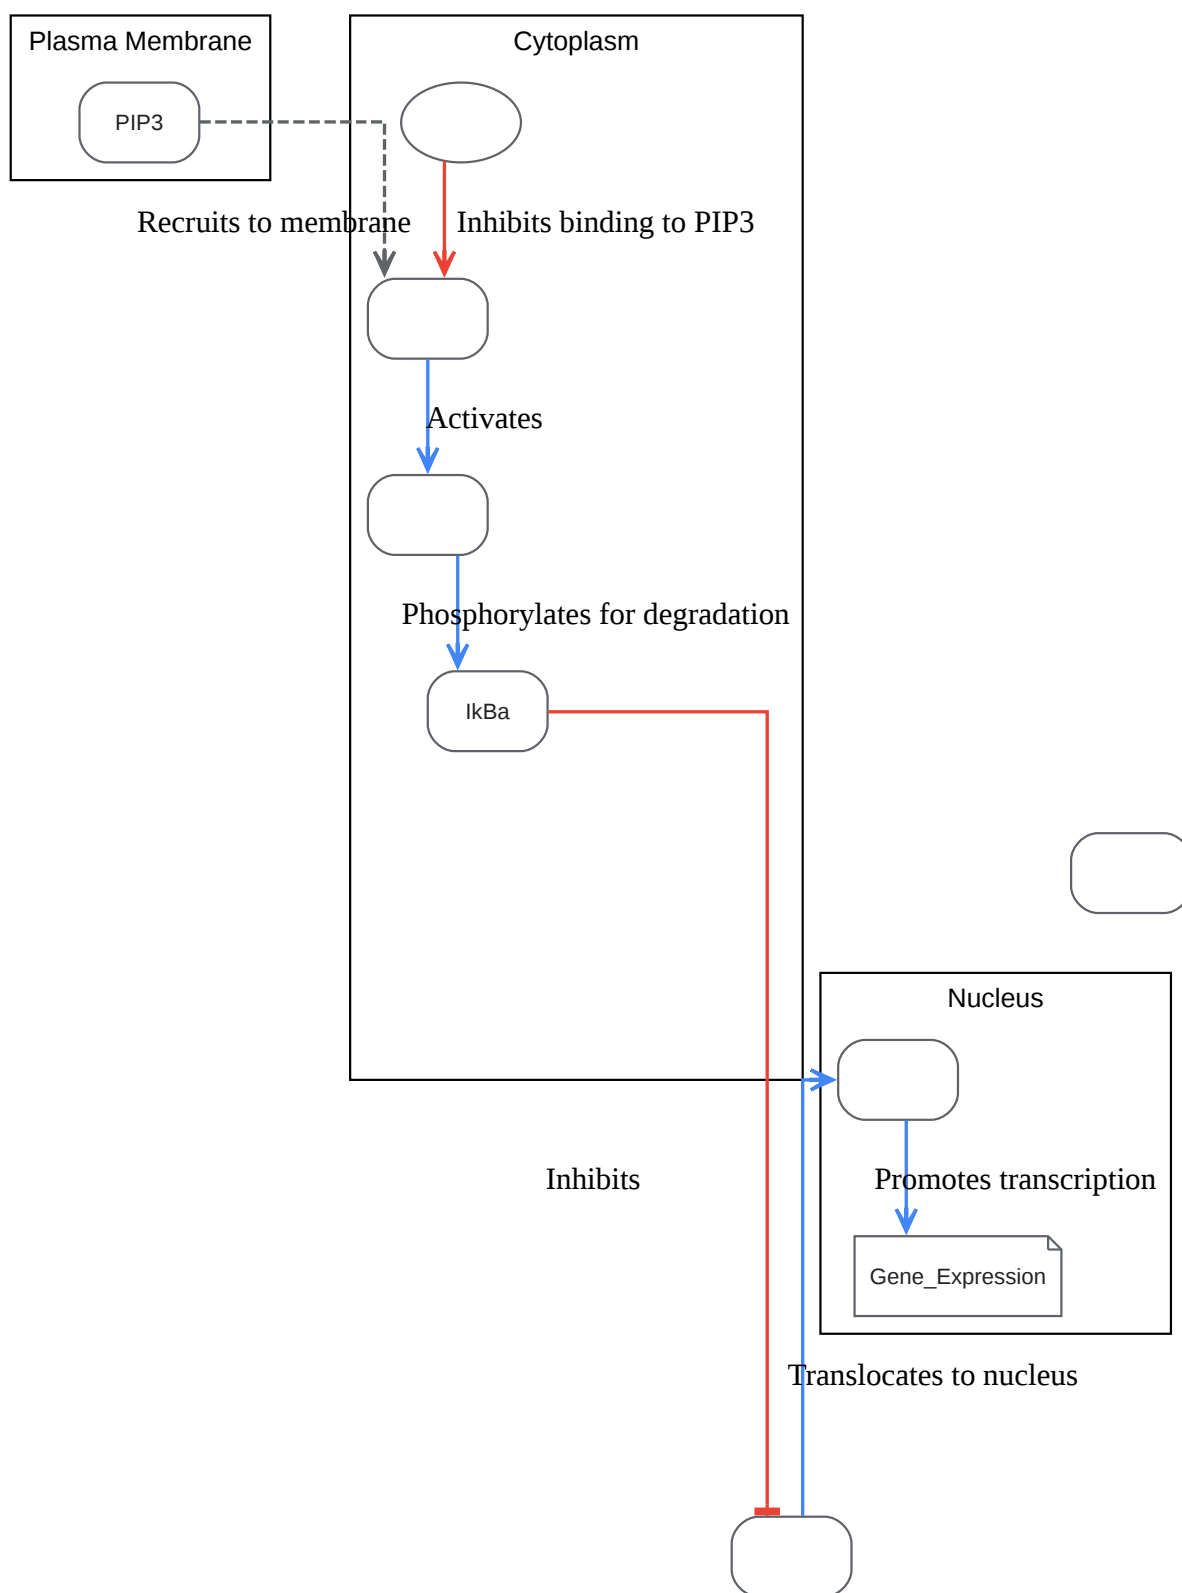 Plasma Membrane
Cytoplasm
PIP3
Recruits to membrane
Inhibits binding to PIP3
Activates
Phosphorylates for degradation
IkBa
Nucleus
Inhibits
Promotes transcription
Gene_Expression
Translocates to nucleus